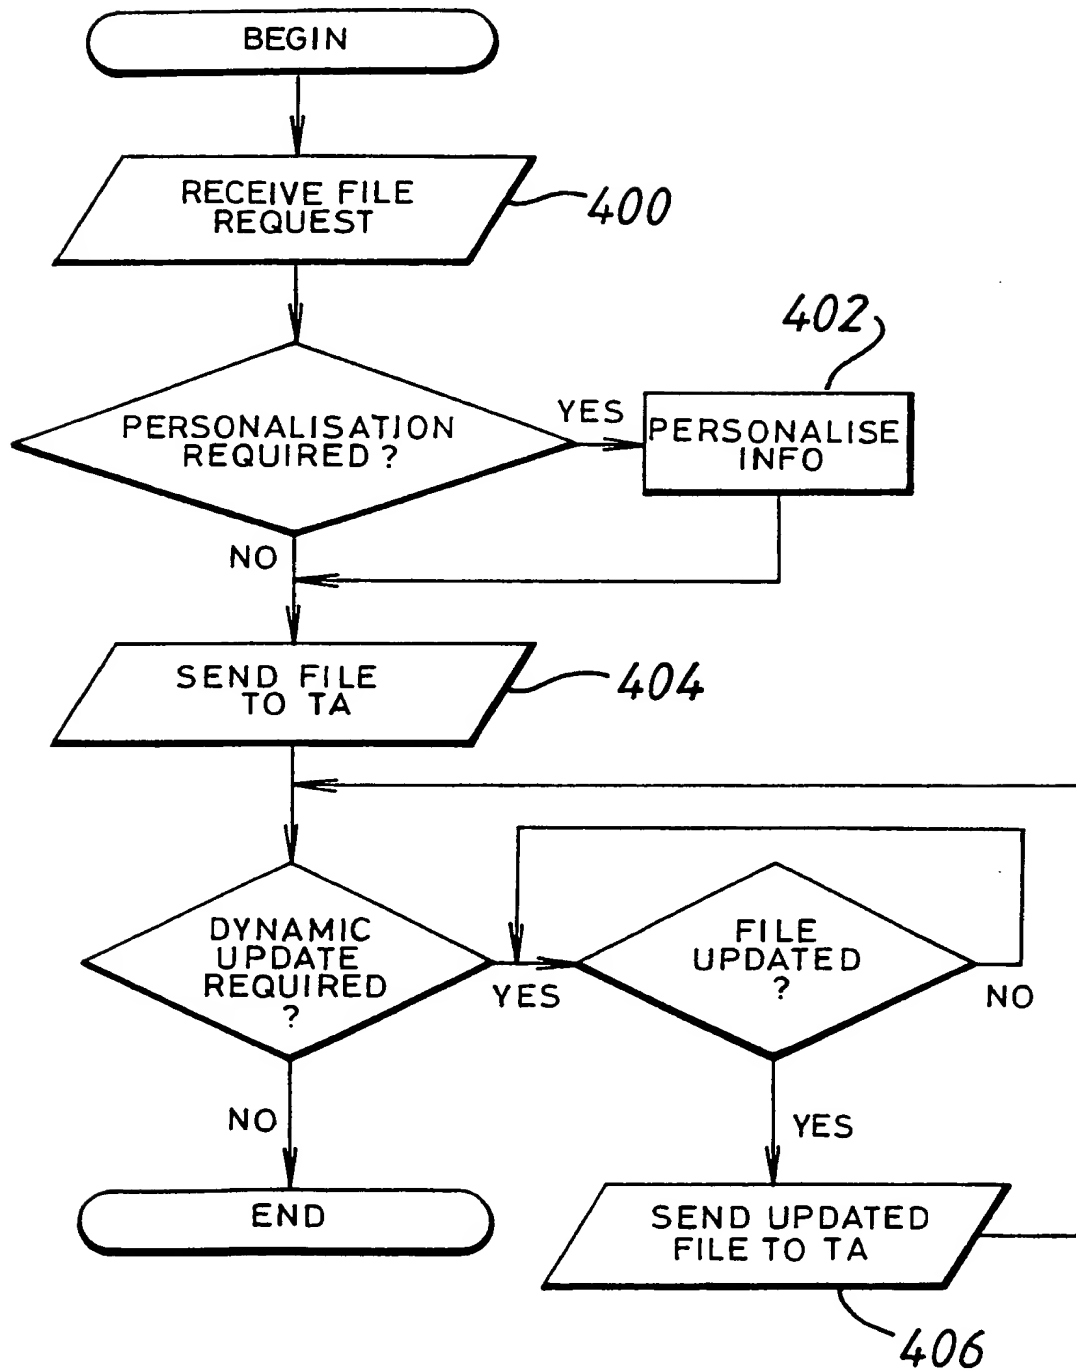 BEGIN
RECEIVE FILE
REQUEST
400
402
PERSONALISATION
REQUIRED ?
YES
PERSONALISE
INFO
NO
SEND FILE
TO TA
404
DYNAMIC
UPDATE
REQUIRED
?
YES
FILE
UPDATED
?
NO
NO
YES
END
SEND UPDATED
FILE TO TA
406